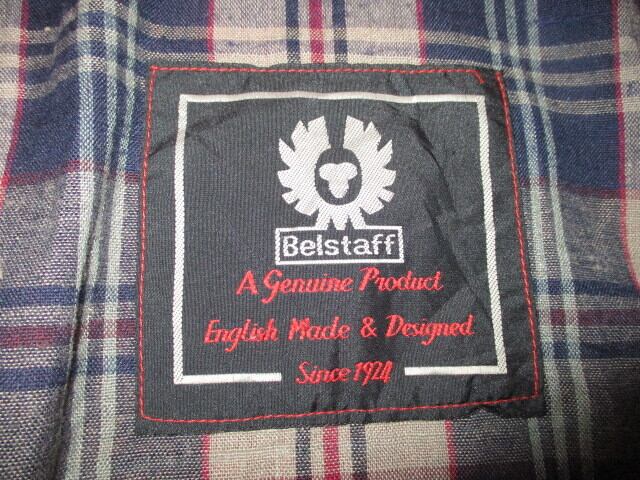 Belstaff
A Genuine Product
English Made & Designed
Since 1924